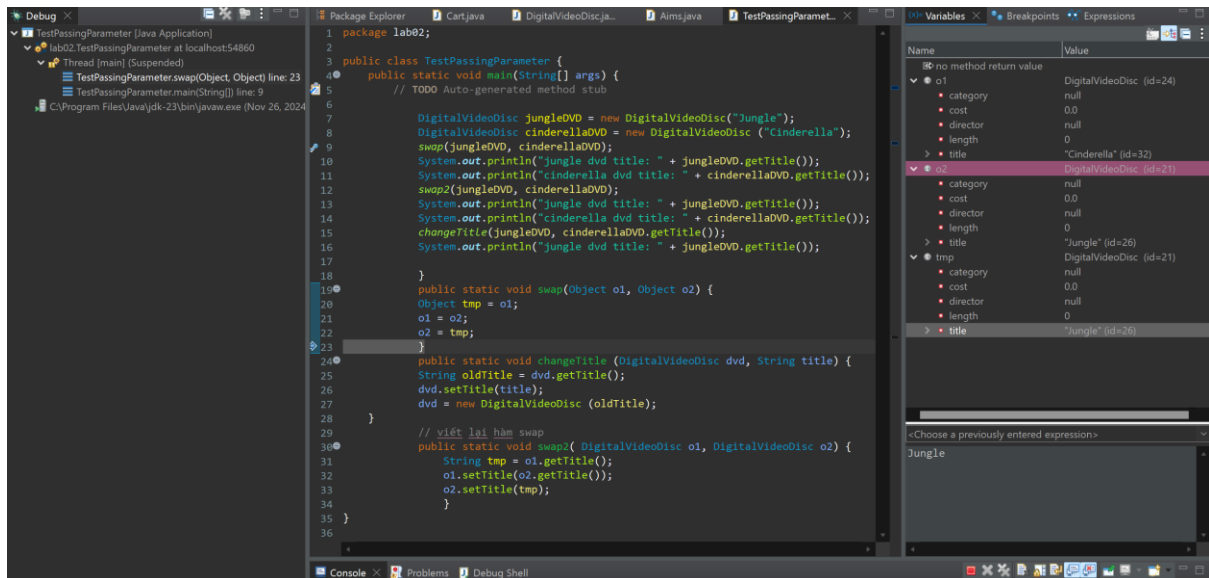 Debug
TestPassingParameter [Java Application]
lab02.TestPassingParameter at localhost:54860
Thread [main] (Suspended)
TestPassingParameter.swap(Object, Object) line: 23
TestPassingParameter.main(String[]) line: 9
C:\Program Files\Java\jdk-23\bin\javaw.exe (Nov 26, 2024
Package Explorer
Cart.java
DigitalVideoDisc.ja...
Aims.java
TestPassingParamet...
1 package lab02;
2
3 public class TestPassingParameter {
4 public static void main(String[] args) {
5 // TODO Auto-generated method stub
6
7 DigitalVideoDisc jungleDVD = new DigitalVideoDisc("Jungle");
8 DigitalVideoDisc cinderellaDVD = new DigitalVideoDisc ("Cinderella");
9 swap(jungleDVD, cinderellaDVD);
10 System.out.println("jungle dvd title: " + jungleDVD.getTitle());
11 System.out.println("cinderella dvd title: " + cinderellaDVD.getTitle());
12 swap2(jungleDVD, cinderellaDVD);
13 System.out.println("jungle dvd title: " + jungleDVD.getTitle());
14 System.out.println("cinderella dvd title: " + cinderellaDVD.getTitle());
15 changeTitle(jungleDVD, cinderellaDVD.getTitle());
16 System.out.println("jungle dvd title: " + jungleDVD.getTitle());
17
18 }
19 public static void swap(Object o1, Object o2) {
20 Object tmp = o1;
21 o1 = o2;
22 o2 = tmp;
23 }
24 public static void changeTitle (DigitalVideoDisc dvd, String title) {
25 String oldTitle = dvd.getTitle();
26 dvd.setTitle(title);
27 dvd = new DigitalVideoDisc (oldTitle);
28 }
29 // viết lại hàm swap
30 public static void swap2( DigitalVideoDisc o1, DigitalVideoDisc o2) {
31 String tmp = o1.getTitle();
32 o1.setTitle(o2.getTitle());
33 o2.setTitle(tmp);
34 }
35 }
36
Console
Problems
Debug Shell
(x)= Variables
Breakpoints
Expressions
Name Value
no method return value
o1 DigitalVideoDisc (id=24)
category null
cost 0.0
director null
length 0
title "Cinderella" (id=32)
o2 DigitalVideoDisc (id=21)
category null
cost 0.0
director null
length 0
title "Jungle" (id=26)
tmp DigitalVideoDisc (id=21)
category null
cost 0.0
director null
length 0
title "Jungle" (id=26)
<Choose a previously entered expression>
Jungle